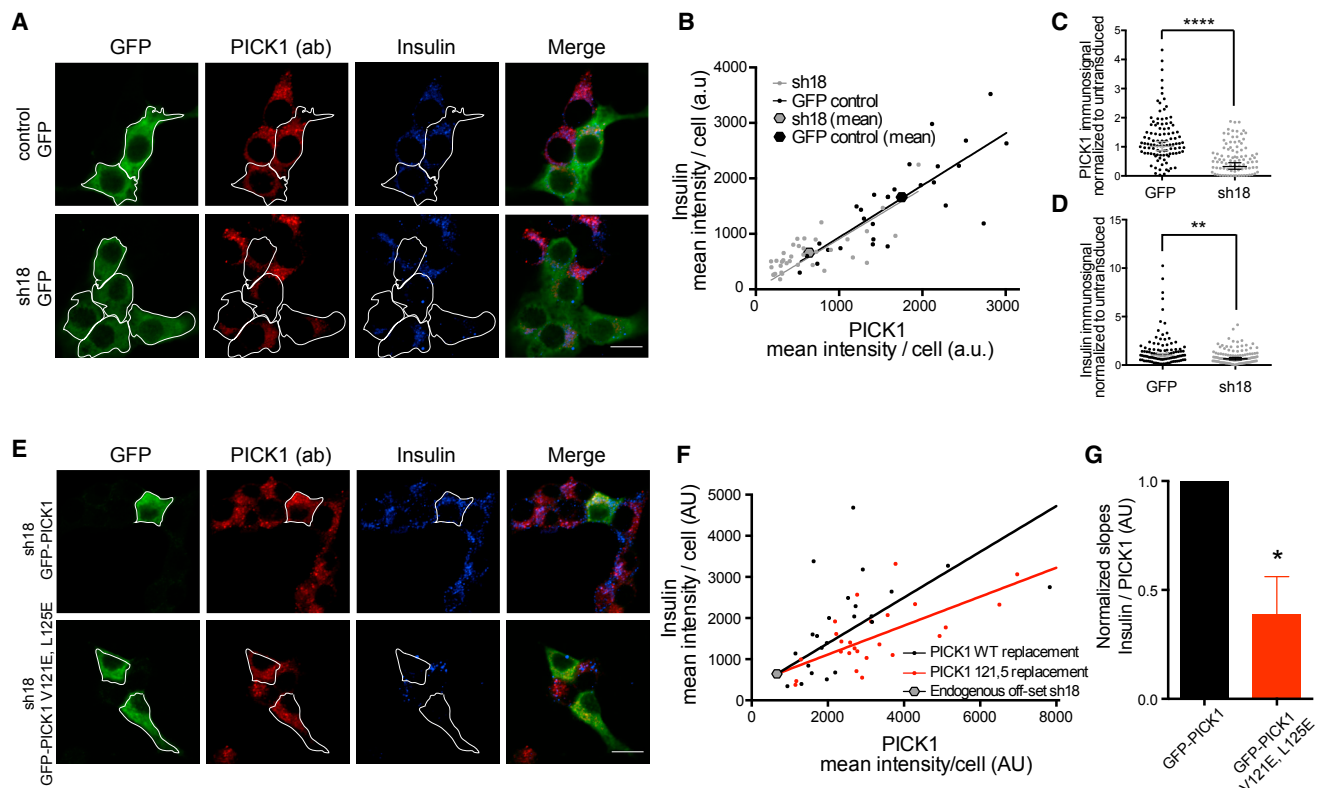 A
GFP
PICK1 (ab)
Insulin
Merge
control
GFP
sh18
GFP
B
Insulin
mean intensity / cell (a.u)
4000
3000
2000
1000
0
sh18
GFP control
sh18 (mean)
GFP control (mean)
0
1000
2000
3000
PICK1
mean intensity / cell (a.u.)
C
PICK1 immunosignal
normalized to untransduced
5
4
3
2
1
0
****
GFP
sh18
D
Insulin immunosignal
normalized to untransduced
15
10
5
0
**
GFP
sh18
E
GFP
PICK1 (ab)
Insulin
Merge
sh18
GFP-PICK1
sh18
GFP-PICK1 V121E, L125E
F
Insulin
mean intensity / cell (AU)
5000
4000
3000
2000
1000
0
PICK1 WT replacement
PICK1 121,5 replacement
Endogenous off-set sh18
0
2000
4000
6000
8000
PICK1
mean intensity/cell (AU)
G
Normalized slopes
Insulin / PICK1 (AU)
1.0
0.5
0.0
*
GFP-PICK1
GFP-PICK1
V121E, L125E